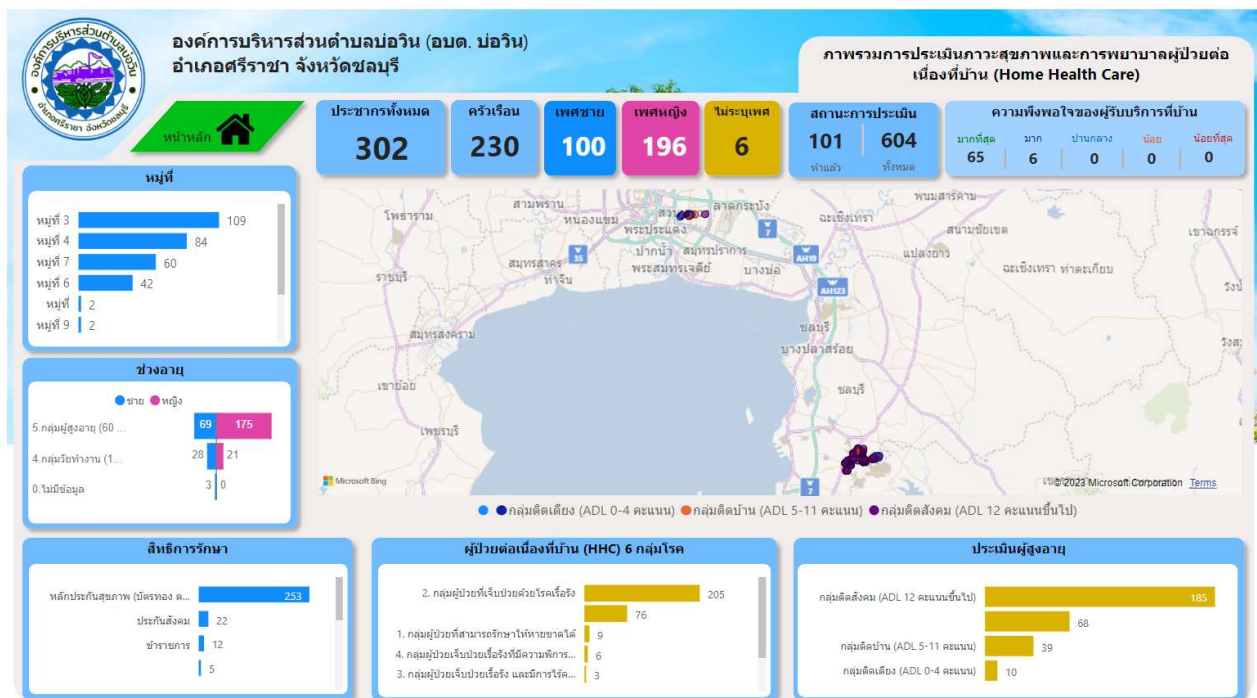 องค์การบริหารส่วนตำบลบ่อวิน (อบต. บ่อวิน)
อำเภอศรีราชา จังหวัดชลบุรี
องค์การบริหารส่วนตำบลบ่อวิน
อำเภอศรีราชา จังหวัดชลบุรี
ภาพรวมการประเมินภาวะสุขภาพและการพยาบาลผู้ป่วยต่อ
เนื่องที่บ้าน (Home Health Care)
หน้าหลัก
ประชากรทั้งหมด
302
ครัวเรือน
230
เพศชาย
100
เพศหญิง
196
ไม่ระบุเพศ
6
สถานะการประเมิน
101 604
ทำแล้ว ทั้งหมด
ความพึงพอใจของผู้รับบริการที่บ้าน
มากที่สุด มาก ปานกลาง น้อย น้อยที่สุด
65 6 0 0 0
หมู่ที่
หมู่ที่ 3 109
หมู่ที่ 4 84
หมู่ที่ 7 60
หมู่ที่ 6 42
หมู่ที่ 2
หมู่ที่ 9 2
ช่วงอายุ
ชาย หญิง
5.กลุ่มผู้สูงอายุ (60 ... 69 175
4.กลุ่มวัยทำงาน (1... 28 21
0.ไม่มีข้อมูล 3 0
โพธาราม
สามพราน
หนองแขม
ลาดกระบัง
พระประแดง
7
ฉะเชิงเทรา
พนมสารคาม
สนามชัยเขต
เขาฉกรรจ์
35
สมุทรสาคร
ท่าจีน
ปากน้ำ สมุทรปราการ
พระสมุทรเจดีย์
บางบ่อ
AH19
แปลงยาว
ฉะเชิงเทรา ท่าตะเกียบ
ราชบุรี
AH123
สมุทรสงคราม
ชลบุรี
บางปลาสร้อย
เขาย้อย
ชลบุรี
เพชรบุรี
7
Microsoft Bing
© 2023 Microsoft Corporation Terms
กลุ่มติดเตียง (ADL 0-4 คะแนน) กลุ่มติดบ้าน (ADL 5-11 คะแนน) กลุ่มติดสังคม (ADL 12 คะแนนขึ้นไป)
สิทธิการรักษา
หลักประกันสุขภาพ (บัตรทอง ต... 253
ประกันสังคม 22
ข้าราชการ 12
5
ผู้ป่วยต่อเนื่องที่บ้าน (HHC) 6 กลุ่มโรค
2. กลุ่มผู้ป่วยที่เจ็บป่วยด้วยโรคเรื้อรัง 205
76
1. กลุ่มผู้ป่วยที่สามารถรักษาให้หายขาดได้ 9
4. กลุ่มผู้ป่วยเจ็บป่วยเรื้อรังที่มีความพิการ... 6
3. กลุ่มผู้ป่วยเจ็บป่วยเรื้อรัง และมีการไร้ค... 3
ประเมินผู้สูงอายุ
กลุ่มติดสังคม (ADL 12 คะแนนขึ้นไป) 185
68
กลุ่มติดบ้าน (ADL 5-11 คะแนน) 39
กลุ่มติดเตียง (ADL 0-4 คะแนน) 10